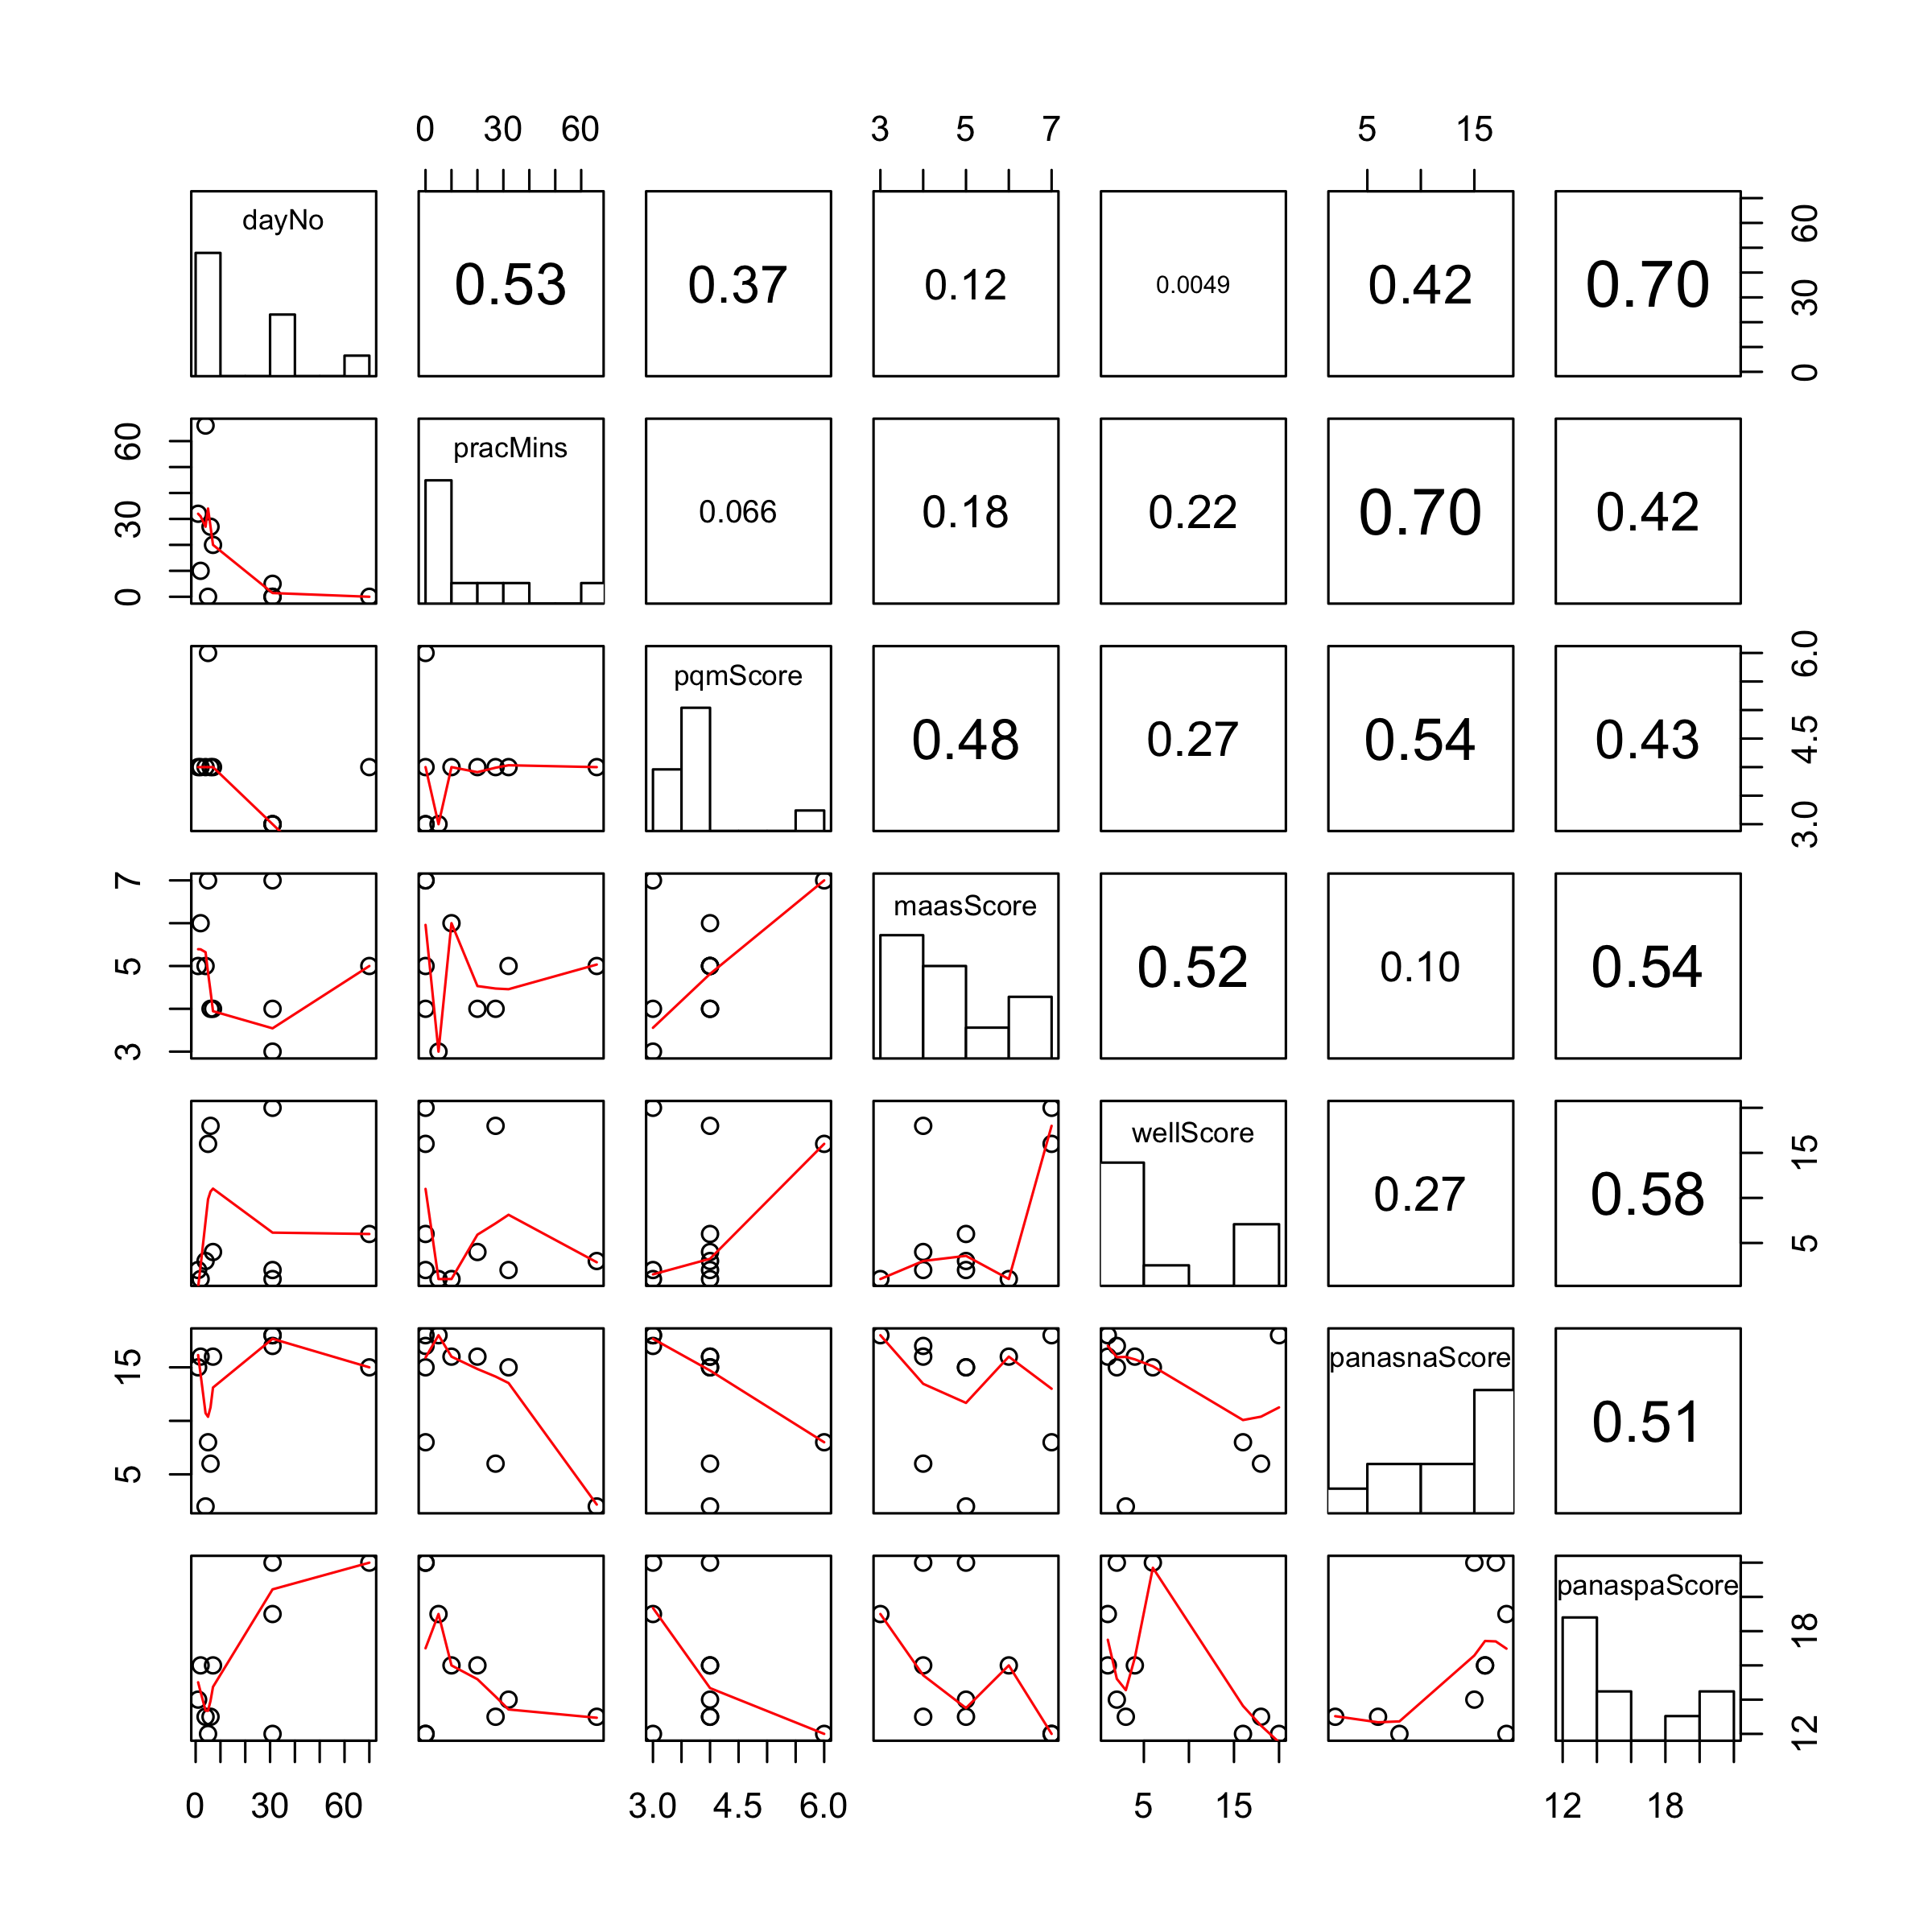 0 30 60 3 5 7 5 15
dayNo 0.53 0.37 0.12 0.0049 0.42 0.70 0 30 60
0 30 60 pracMins 0.066 0.18 0.22 0.70 0.42
pqmScore 0.48 0.27 0.54 0.43 3.0 4.5 6.0
3 5 7 maasScore 0.52 0.10 0.54
wellScore 0.27 0.58 5 15
5 15 panasnaScore 0.51
panaspaScore 12 18
0 30 60 3.0 4.5 6.0 5 15 12 18